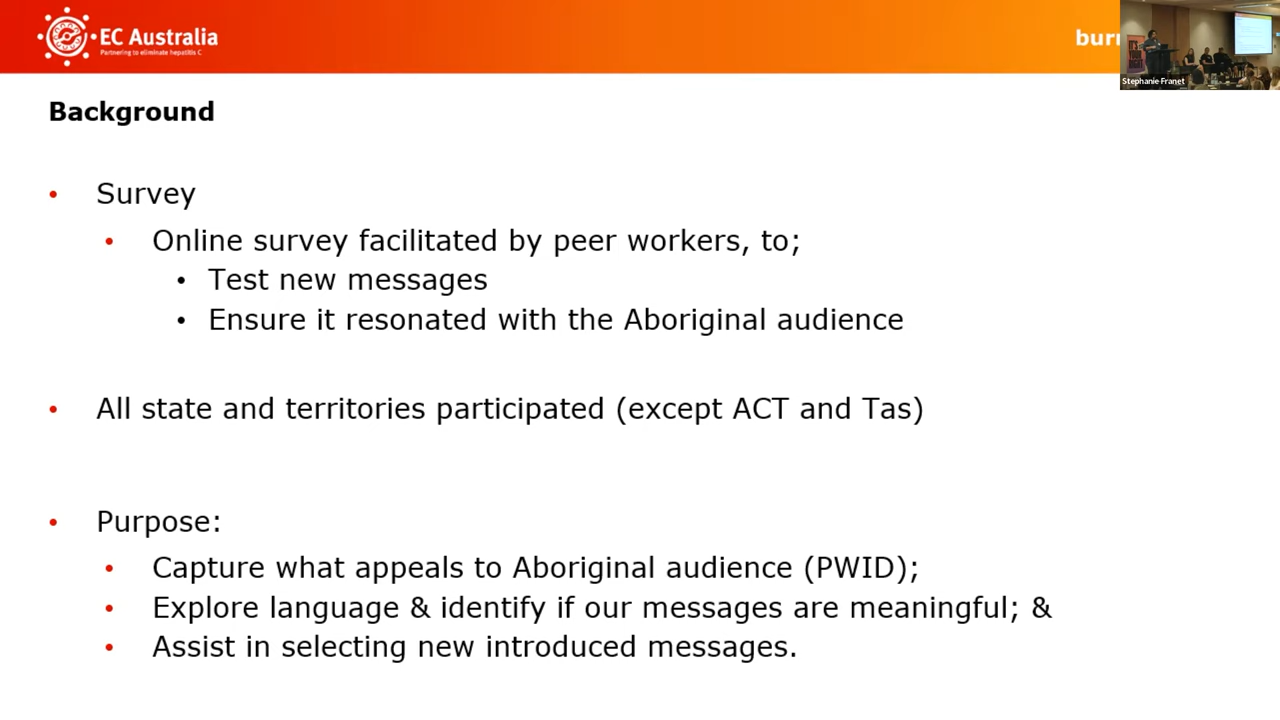 EC Australia
Partnering to eliminate hepatitis C
Stephanie Franet
Background
• Survey
• Online survey facilitated by peer workers, to;
• Test new messages
• Ensure it resonated with the Aboriginal audience
• All state and territories participated (except ACT and Tas)
• Purpose:
• Capture what appeals to Aboriginal audience (PWID);
• Explore language & identify if our messages are meaningful; &
• Assist in selecting new introduced messages.